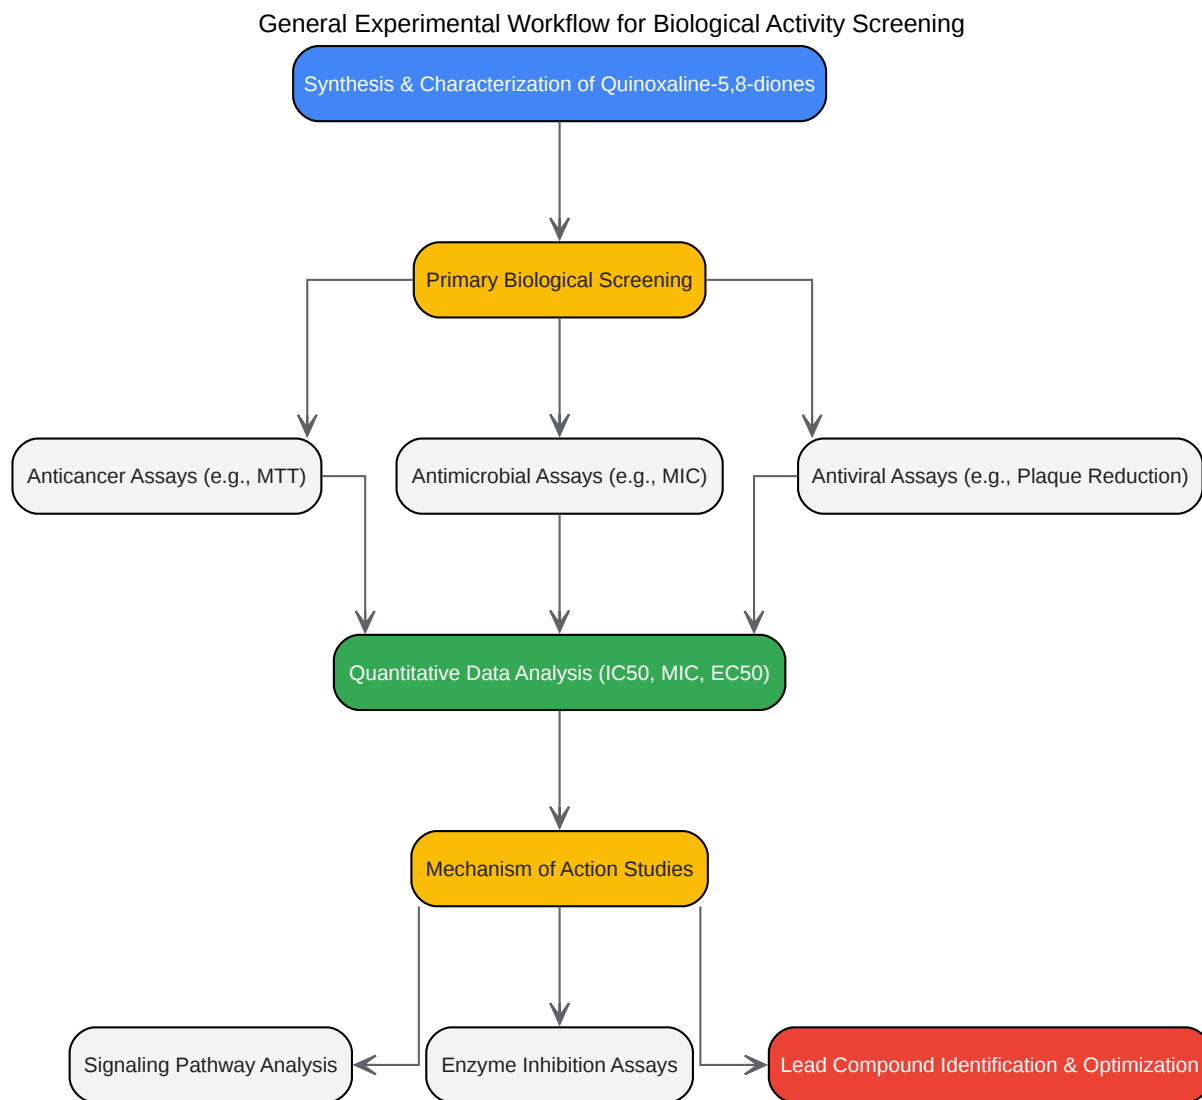 General Experimental Workflow for Biological Activity Screening
Synthesis & Characterization of Quinoxaline-5,8-diones
Primary Biological Screening
Anticancer Assays (e.g., MTT)
Antimicrobial Assays (e.g., MIC)
Antiviral Assays (e.g., Plaque Reduction)
Quantitative Data Analysis (IC50, MIC, EC50)
Mechanism of Action Studies
Signaling Pathway Analysis
Enzyme Inhibition Assays
Lead Compound Identification & Optimization